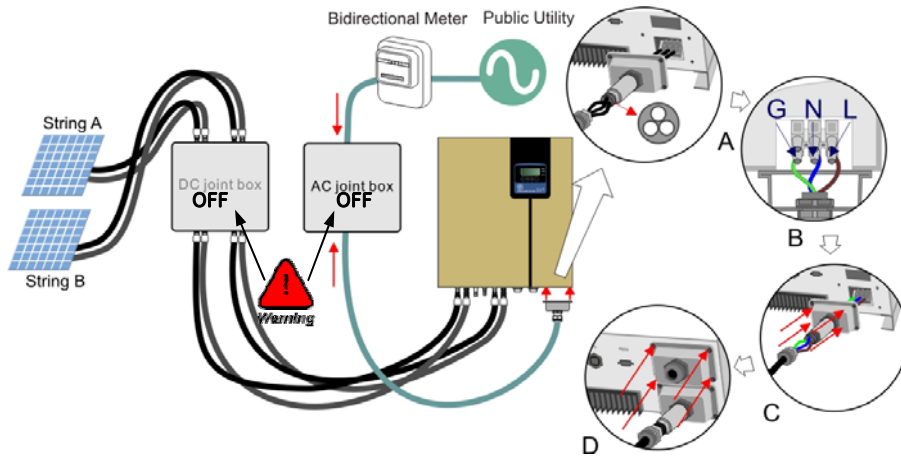 Bidirectional Meter
Public Utility
String A
String B
DC joint box
OFF
AC joint box
OFF
!
Warning
A
G N L
B
C
D